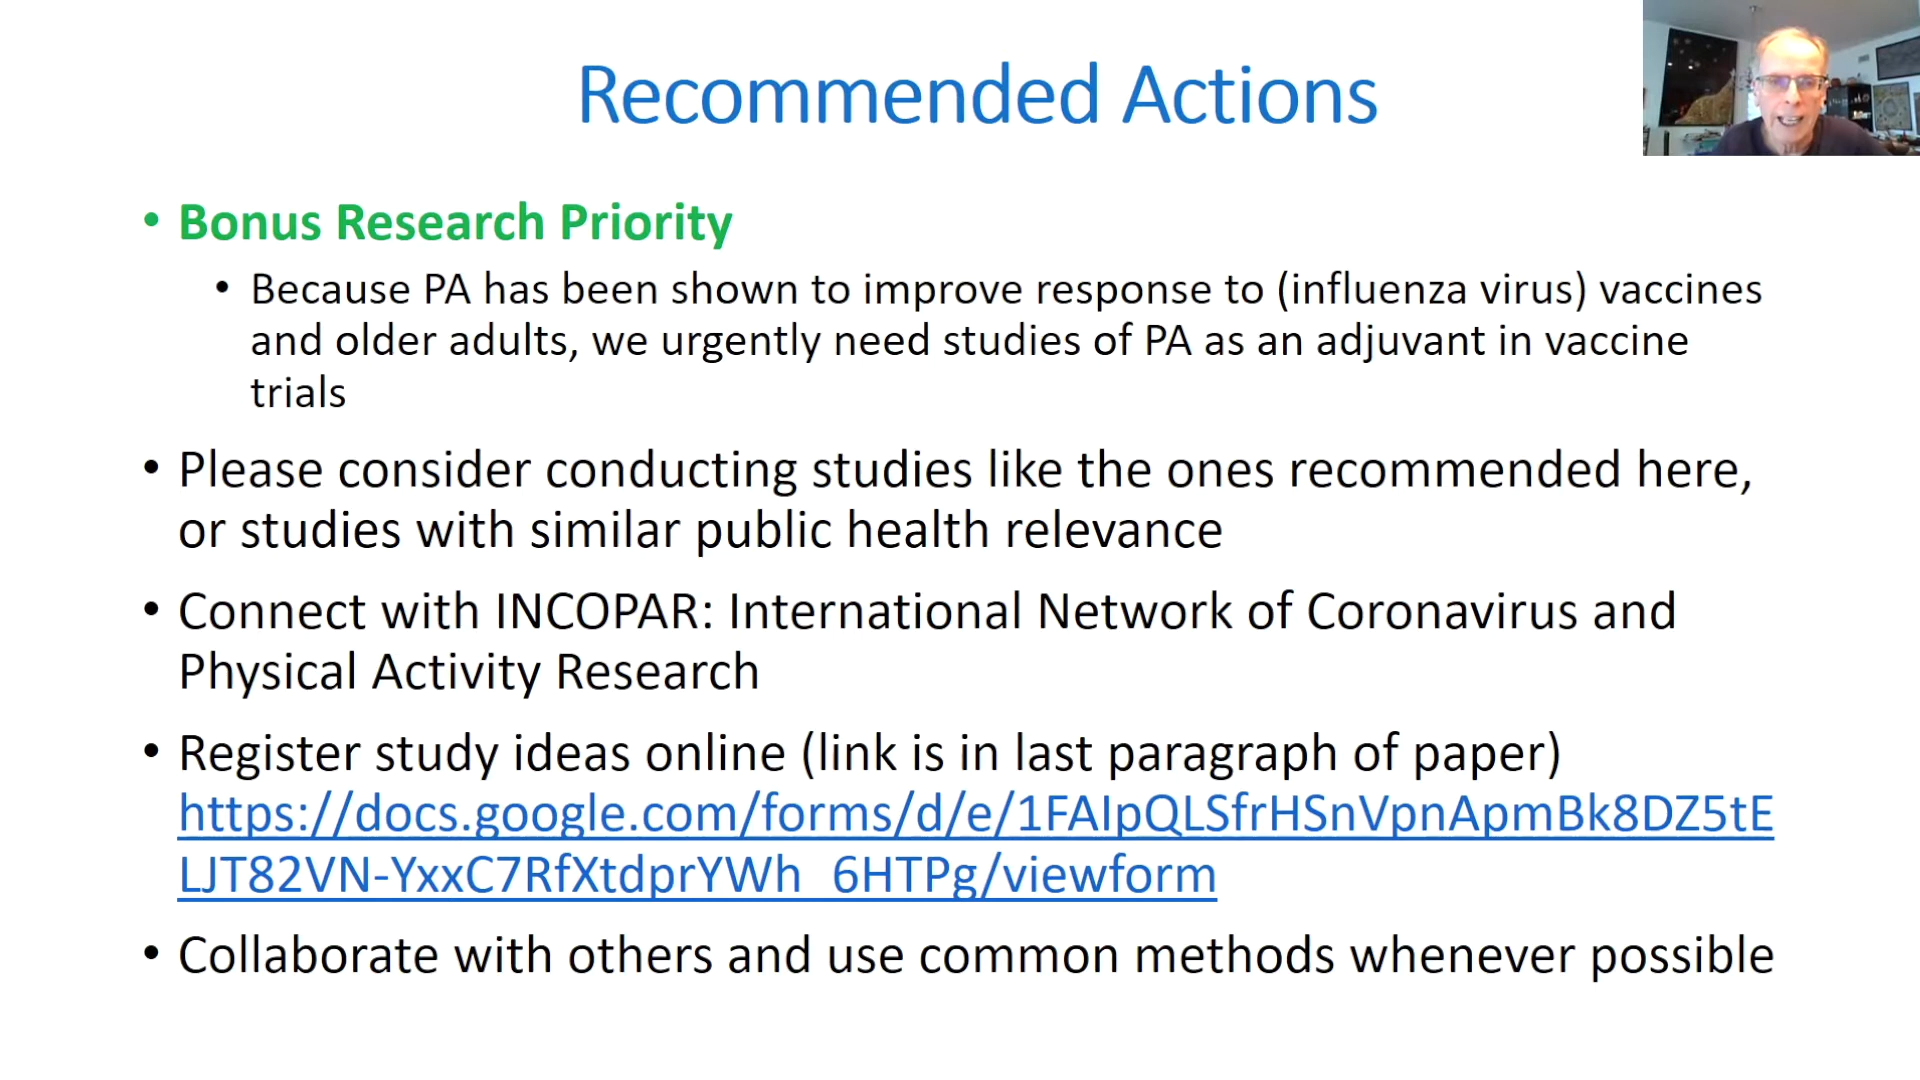 Recommended Actions
• Bonus Research Priority
• Because PA has been shown to improve response to (influenza virus) vaccines
and older adults, we urgently need studies of PA as an adjuvant in vaccine
trials
• Please consider conducting studies like the ones recommended here,
or studies with similar public health relevance
• Connect with INCOPAR: International Network of Coronavirus and
Physical Activity Research
• Register study ideas online (link is in last paragraph of paper)
https://docs.google.com/forms/d/e/1FAIpQLSfrHSnVpnApmBk8DZ5tE
LJT82VN-YxxC7RfXtdprYWh_6HTPg/viewform
• Collaborate with others and use common methods whenever possible